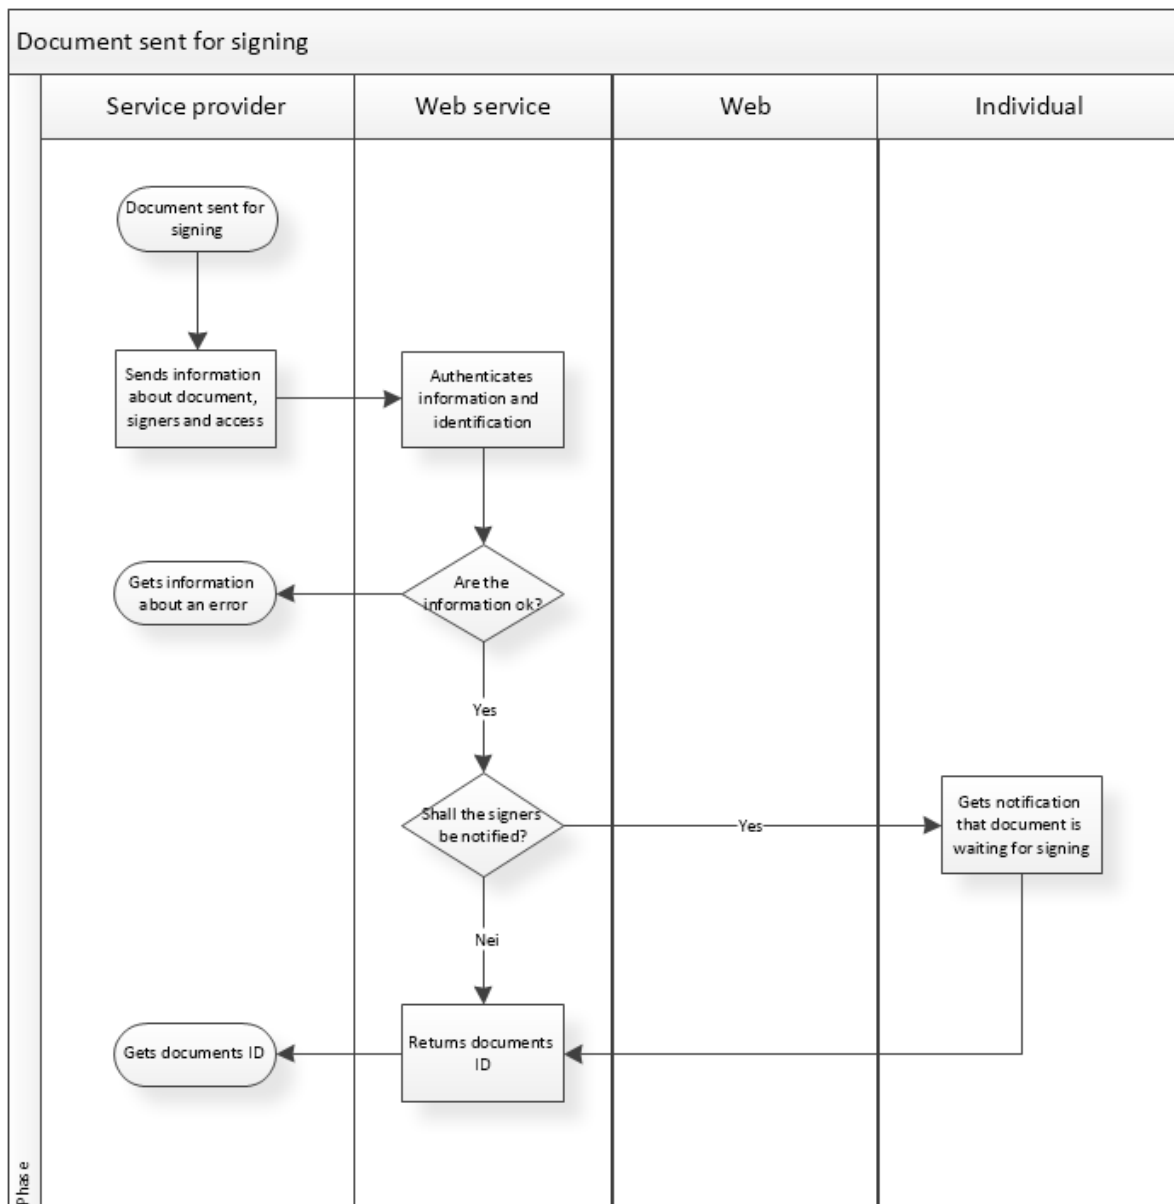 Document sent for signing
Service provider
Web service
Web
Individual
Document sent for
signing
Sends information
about document,
signers and access
Authenticates
information and
identification
Gets information
about an error
Are the
information ok?
Yes
Shall the signers
be notified?
Yes
Gets notification
that document is
waiting for signing
Nei
Gets documents ID
Returns documents
ID
Phase